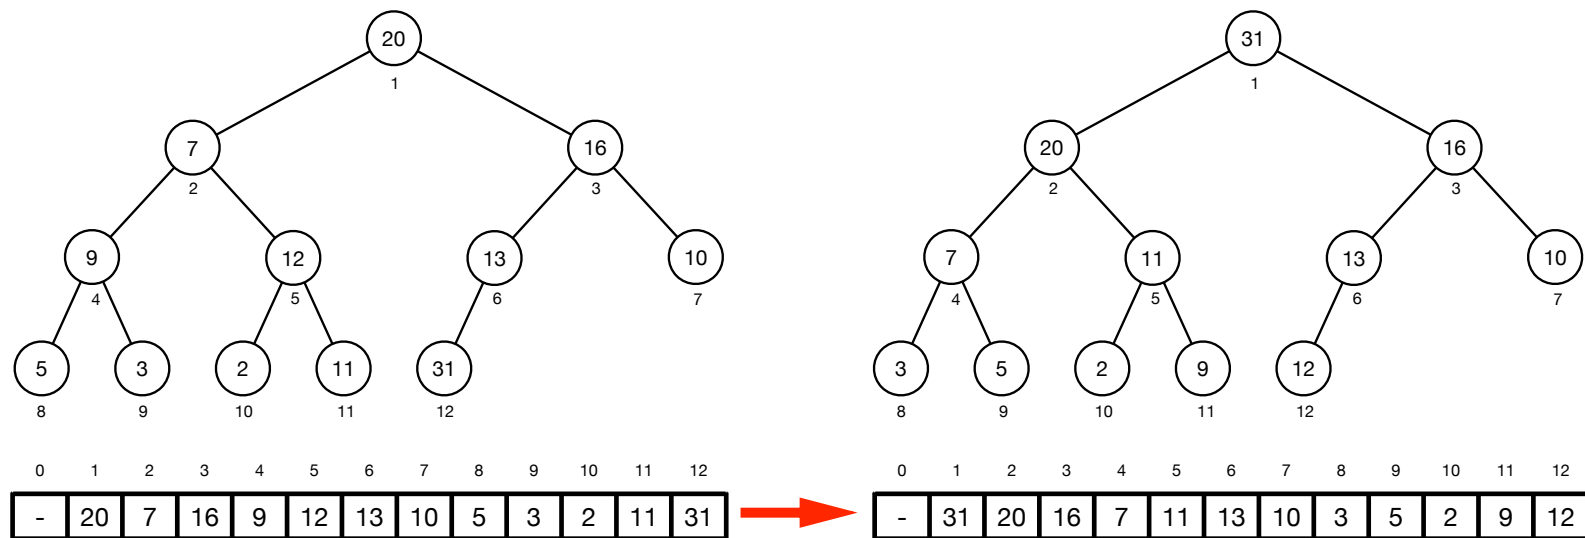 20 31
1 1
7 16 20 16
2 3 2 3
9 12 13 10 7 11 13 10
4 5 6 7 4 5 6 7
5 3 2 11 31 3 5 2 9 12
8 9 10 11 12 8 9 10 11 12
0 1 2 3 4 5 6 7 8 9 10 11 12 0 1 2 3 4 5 6 7 8 9 10 11 12
- 20 7 16 9 12 13 10 5 3 2 11 31 - 31 20 16 7 11 13 10 3 5 2 9 12